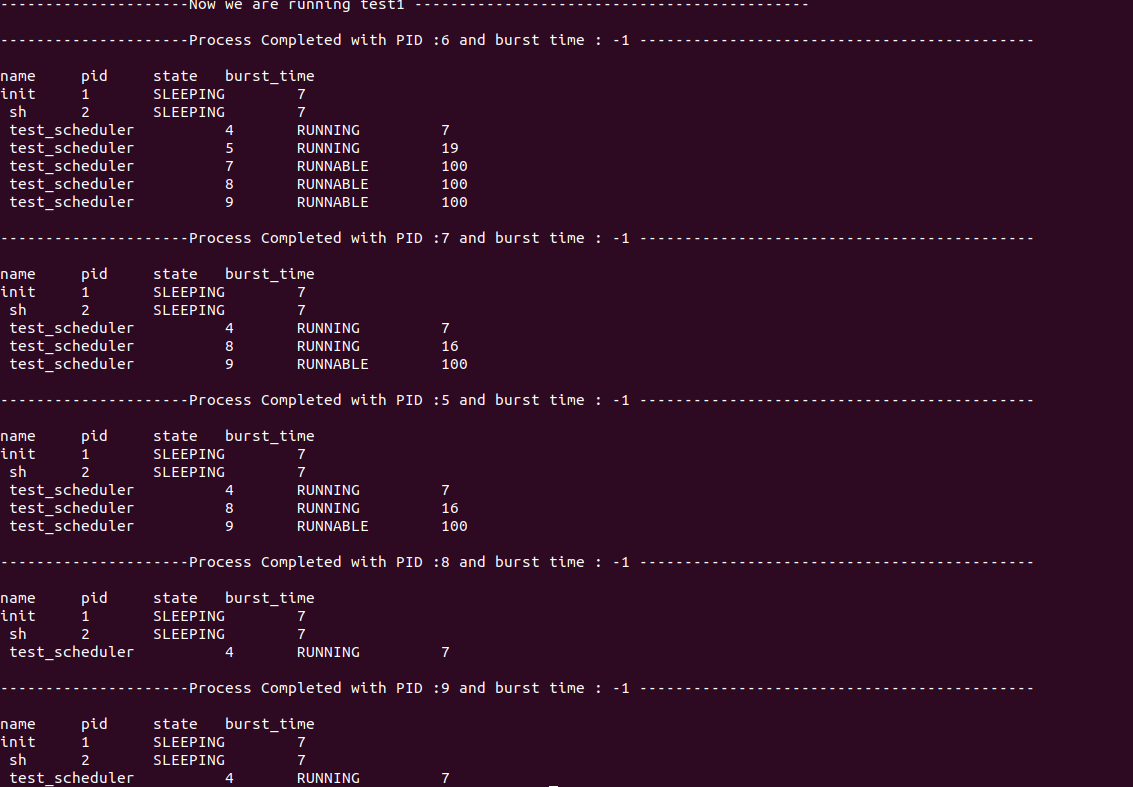 ---------------------Now we are running test1 --------------------------------------------
---------------------Process Completed with PID :6 and burst time : -1 --------------------------------------------
name     pid     state   burst_time
init     1       SLEEPING        7
 sh      2       SLEEPING        7
 test_scheduler          4       RUNNING         7
 test_scheduler          5       RUNNING         19
 test_scheduler          7       RUNNABLE        100
 test_scheduler          8       RUNNABLE        100
 test_scheduler          9       RUNNABLE        100
---------------------Process Completed with PID :7 and burst time : -1 --------------------------------------------
name     pid     state   burst_time
init     1       SLEEPING        7
 sh      2       SLEEPING        7
 test_scheduler          4       RUNNING         7
 test_scheduler          8       RUNNING         16
 test_scheduler          9       RUNNABLE        100
---------------------Process Completed with PID :5 and burst time : -1 --------------------------------------------
name     pid     state   burst_time
init     1       SLEEPING        7
 sh      2       SLEEPING        7
 test_scheduler          4       RUNNING         7
 test_scheduler          8       RUNNING         16
 test_scheduler          9       RUNNABLE        100
---------------------Process Completed with PID :8 and burst time : -1 --------------------------------------------
name     pid     state   burst_time
init     1       SLEEPING        7
 sh      2       SLEEPING        7
 test_scheduler          4       RUNNING         7
---------------------Process Completed with PID :9 and burst time : -1 --------------------------------------------
name     pid     state   burst_time
init     1       SLEEPING        7
 sh      2       SLEEPING        7
 test_scheduler          4       RUNNING         7